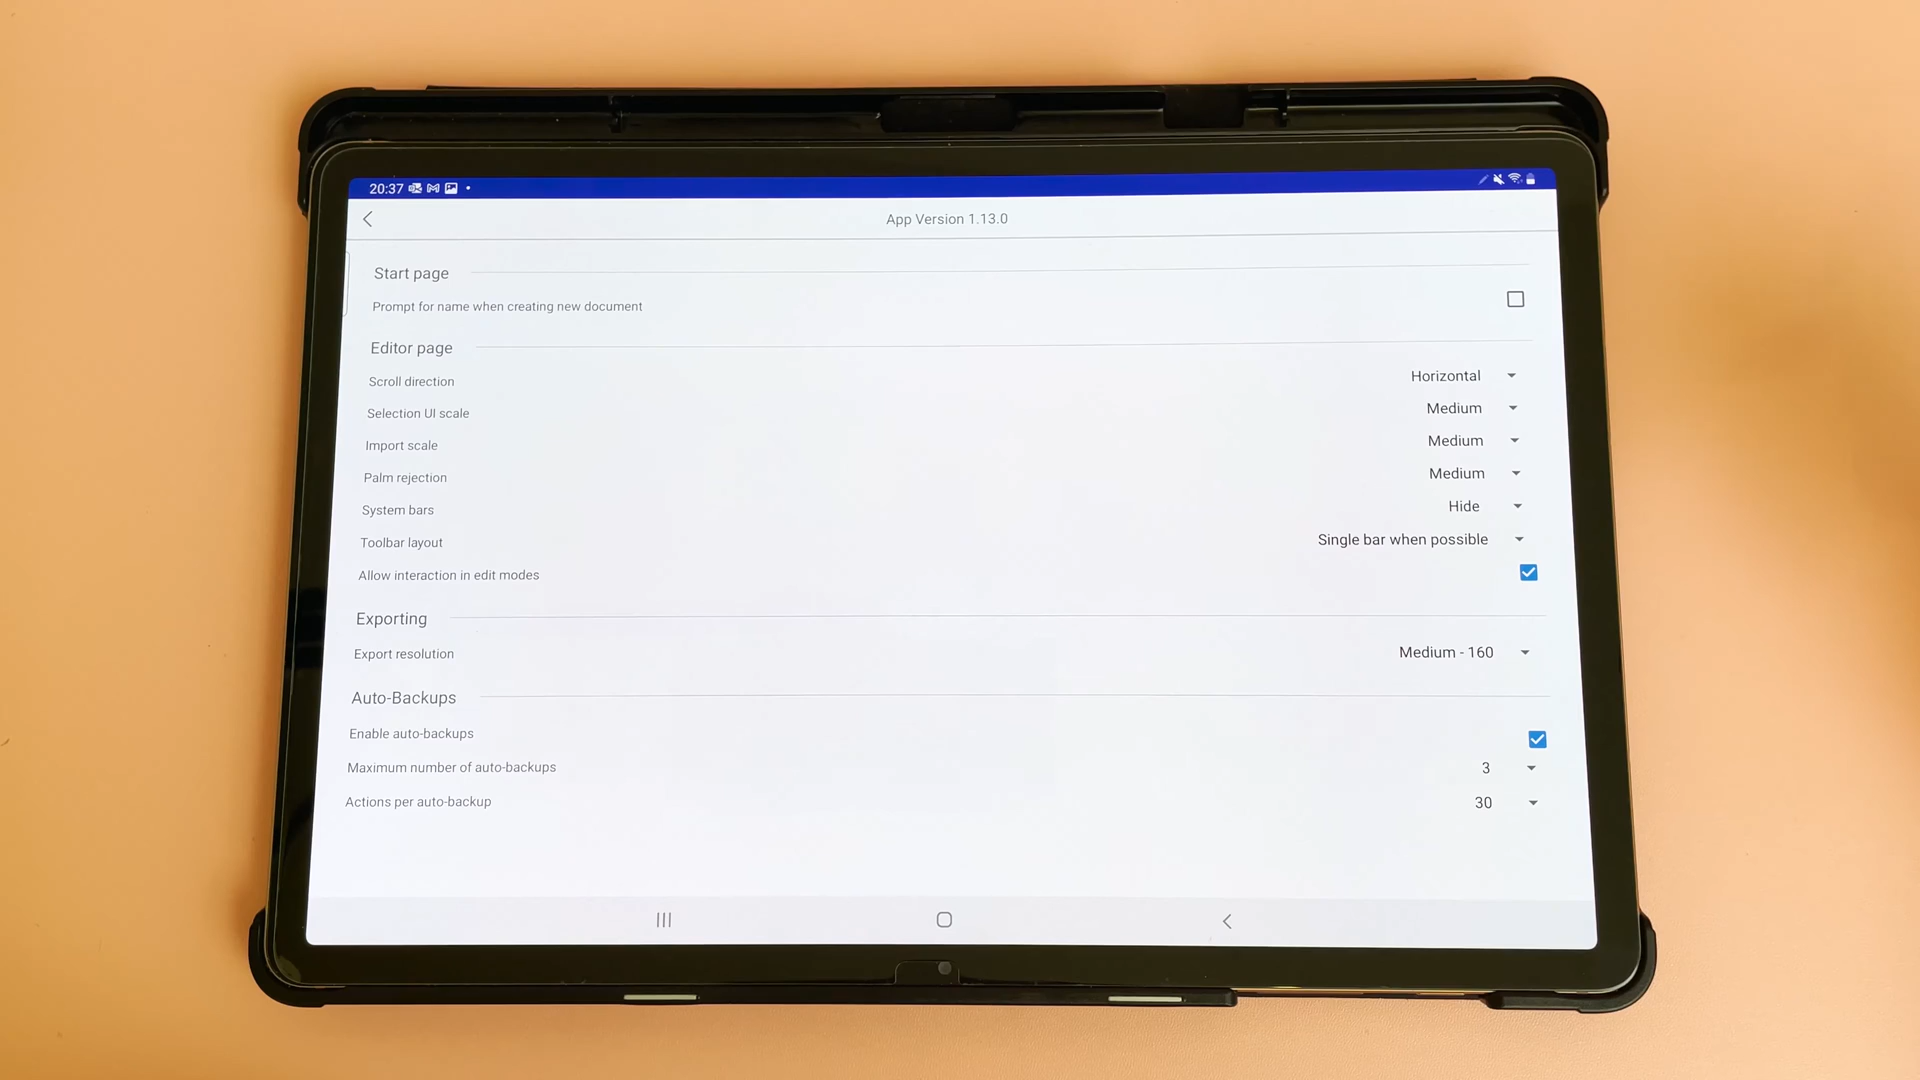 20:37
App Version 1.13.0
Start page
Prompt for name when creating new document
Editor page
Scroll direction Horizontal
Selection UI scale Medium
Import scale Medium
Palm rejection Medium
System bars Hide
Toolbar layout Single bar when possible
Allow interaction in edit modes
Exporting
Export resolution Medium - 160
Auto-Backups
Enable auto-backups
Maximum number of auto-backups 3
Actions per auto-backup 30